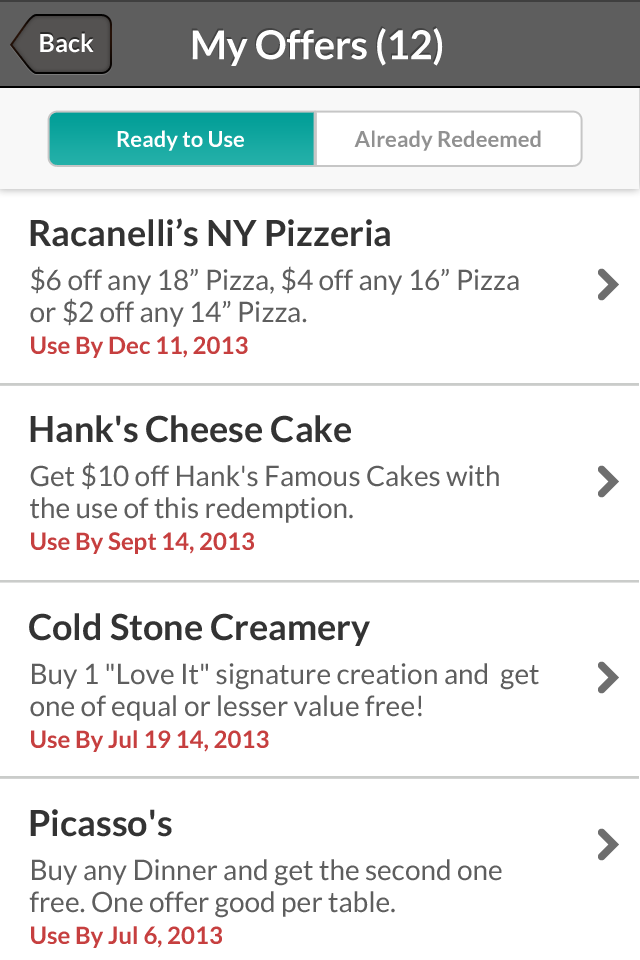 Back
My Offers (12)
Ready to Use
Already Redeemed
Racanelli’s NY Pizzeria
$6 off any 18” Pizza, $4 off any 16” Pizza
or $2 off any 14” Pizza.
Use By Dec 11, 2013
Hank's Cheese Cake
Get $10 off Hank's Famous Cakes with
the use of this redemption.
Use By Sept 14, 2013
Cold Stone Creamery
Buy 1 "Love It" signature creation and  get
one of equal or lesser value free!
Use By Jul 19 14, 2013
Picasso's
Buy any Dinner and get the second one
free. One offer good per table.
Use By Jul 6, 2013